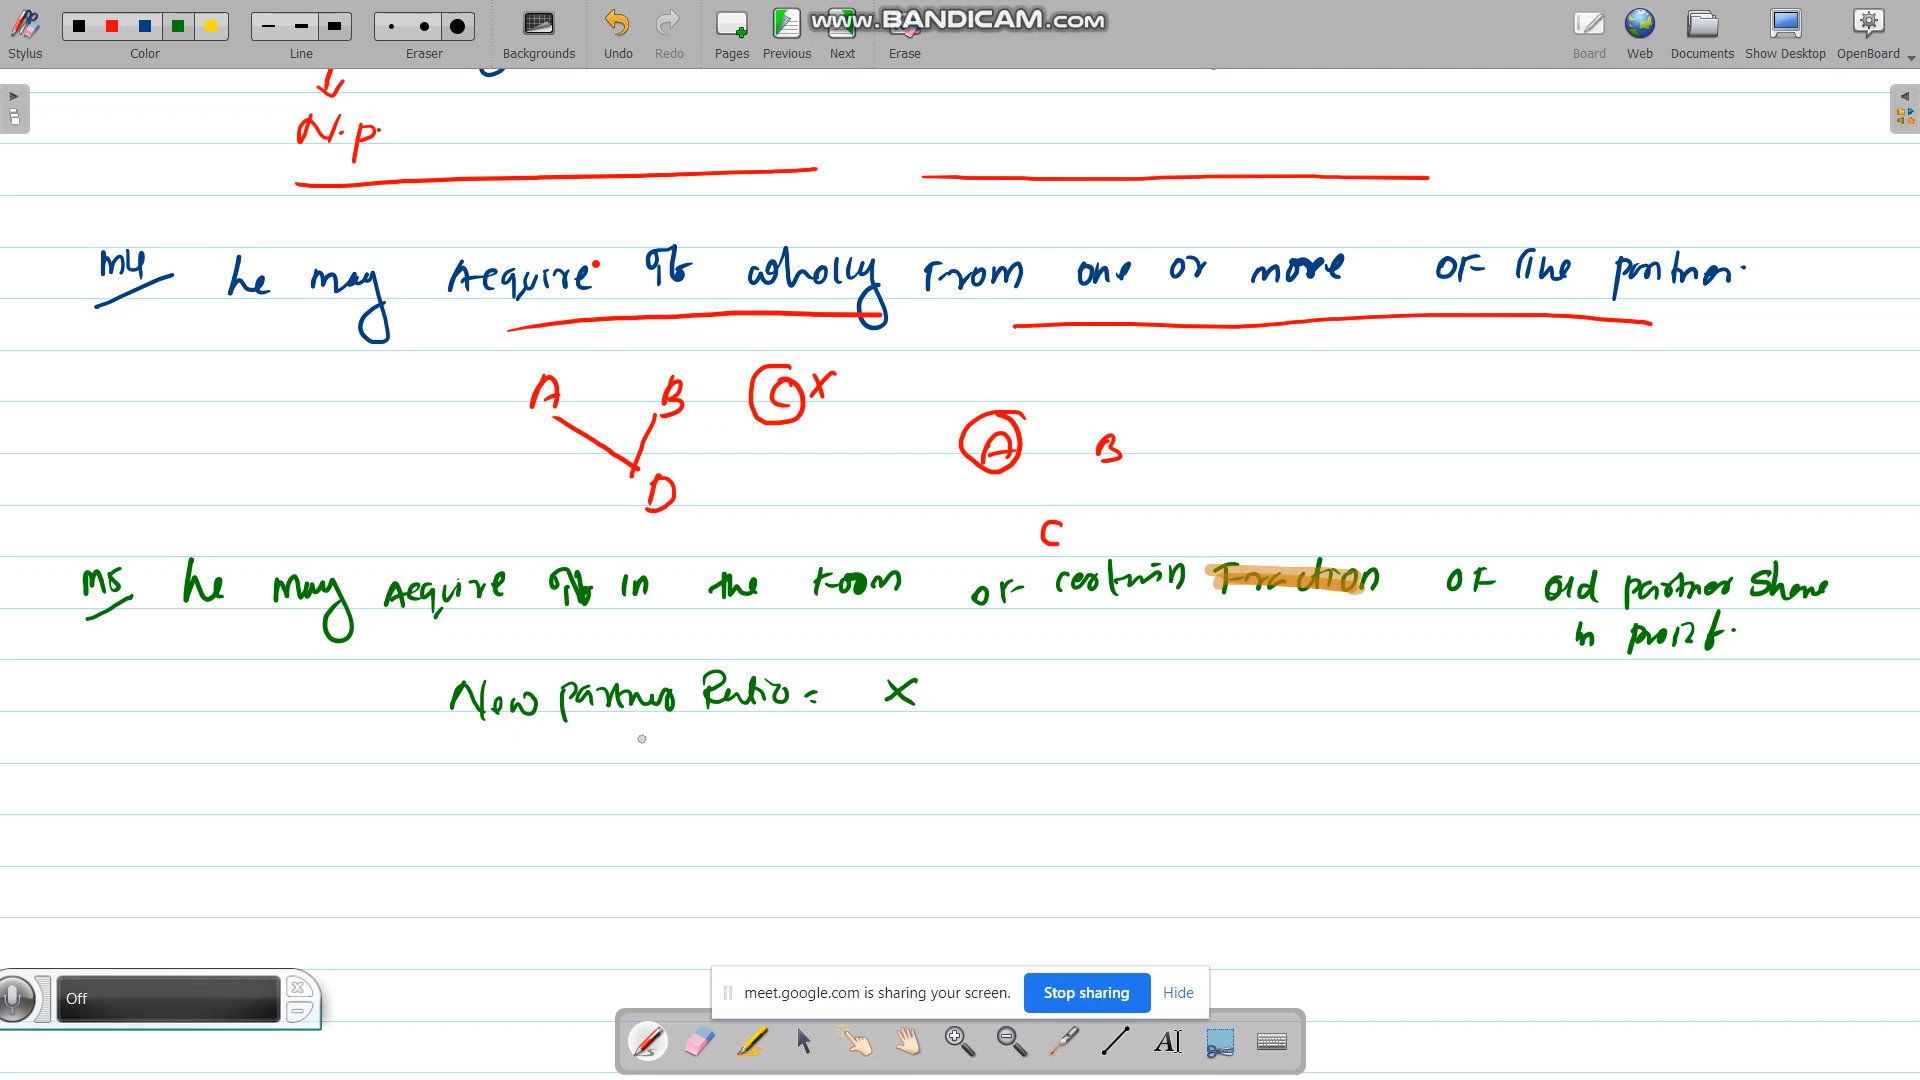 www.BANDICAM.com
Stylus Color Line Eraser Backgrounds Undo Redo Pages Previous Next Erase Board Web Documents Show Desktop OpenBoard
N.p.
M4 he may Acquire it wholly From one or more of the partner.
A B C x
A B
D
C
M5 he May Acquire it in the form of certain Fraction of old partner share
in profit.
New partner Ratio = x
Off
meet.google.com is sharing your screen. Stop sharing Hide